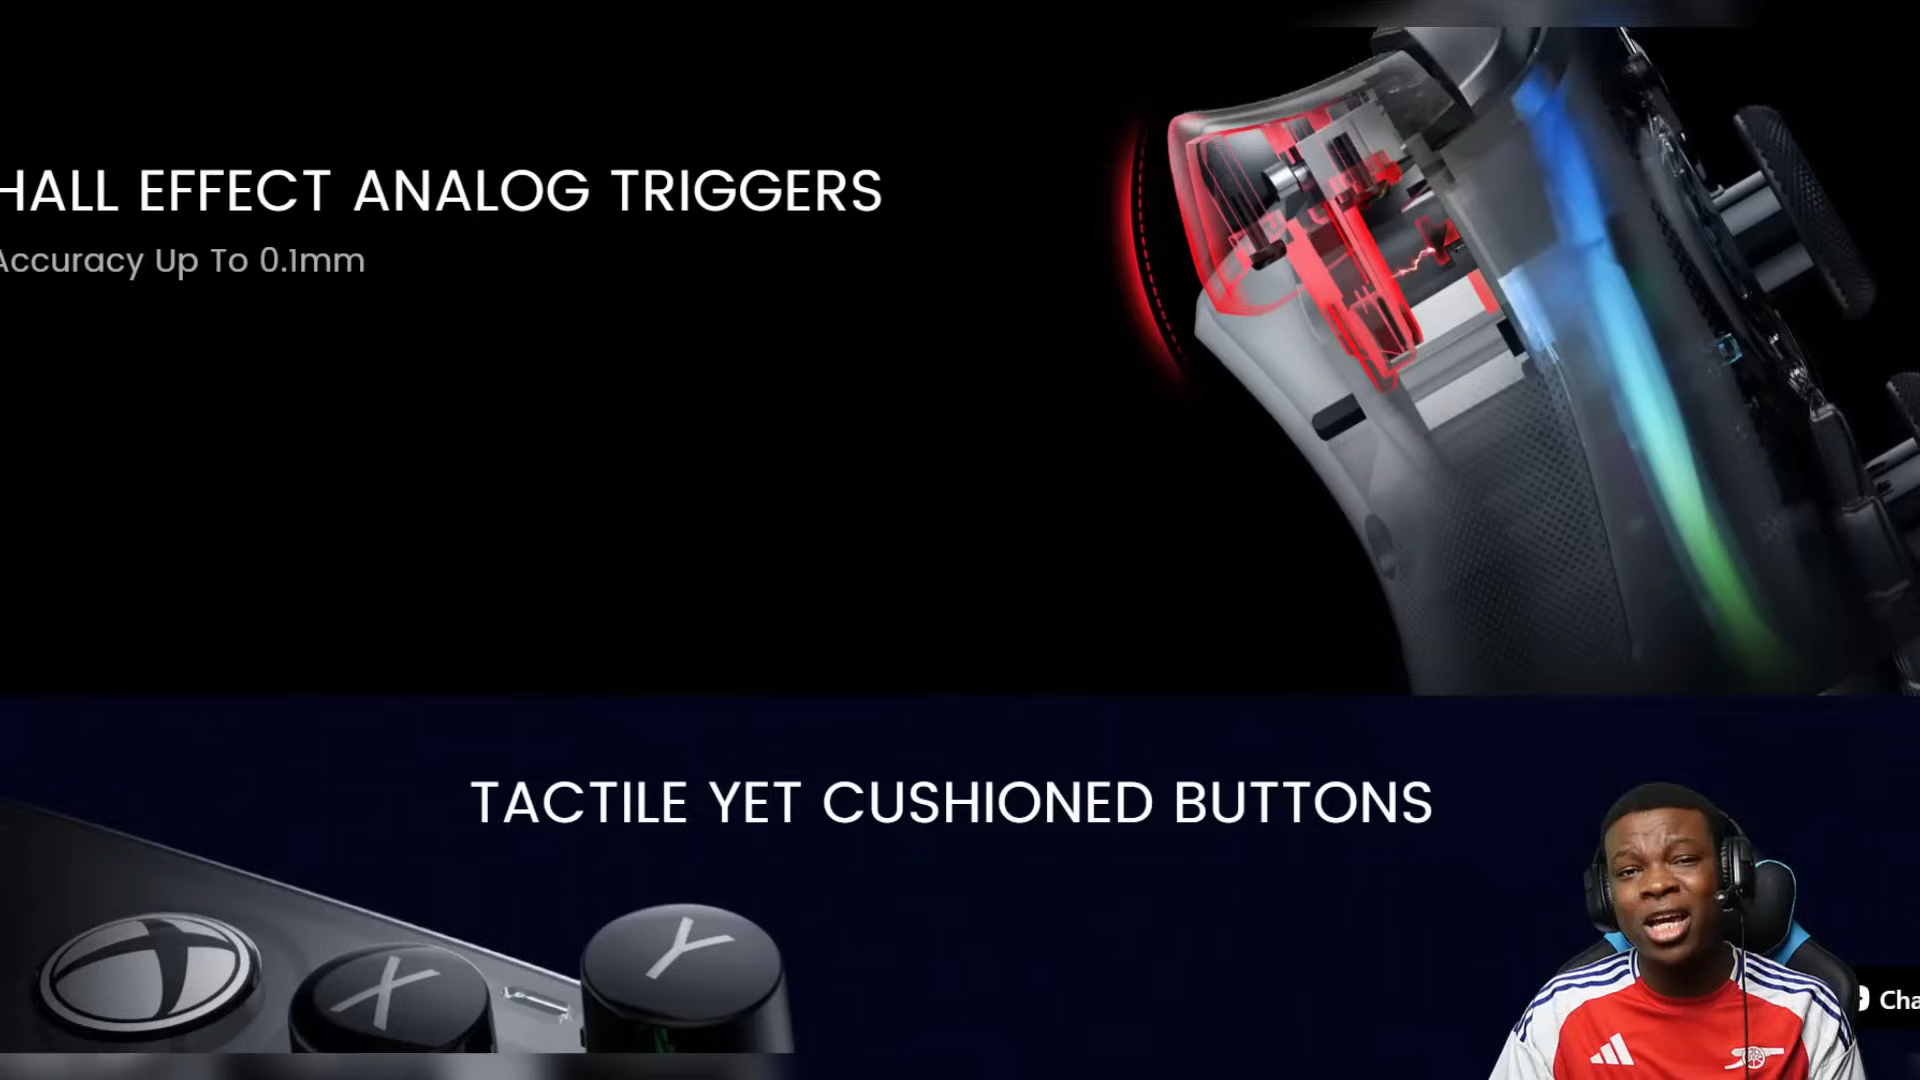 HALL EFFECT ANALOG TRIGGERS
Accuracy Up To 0.1mm
TACTILE YET CUSHIONED BUTTONS
X
Y